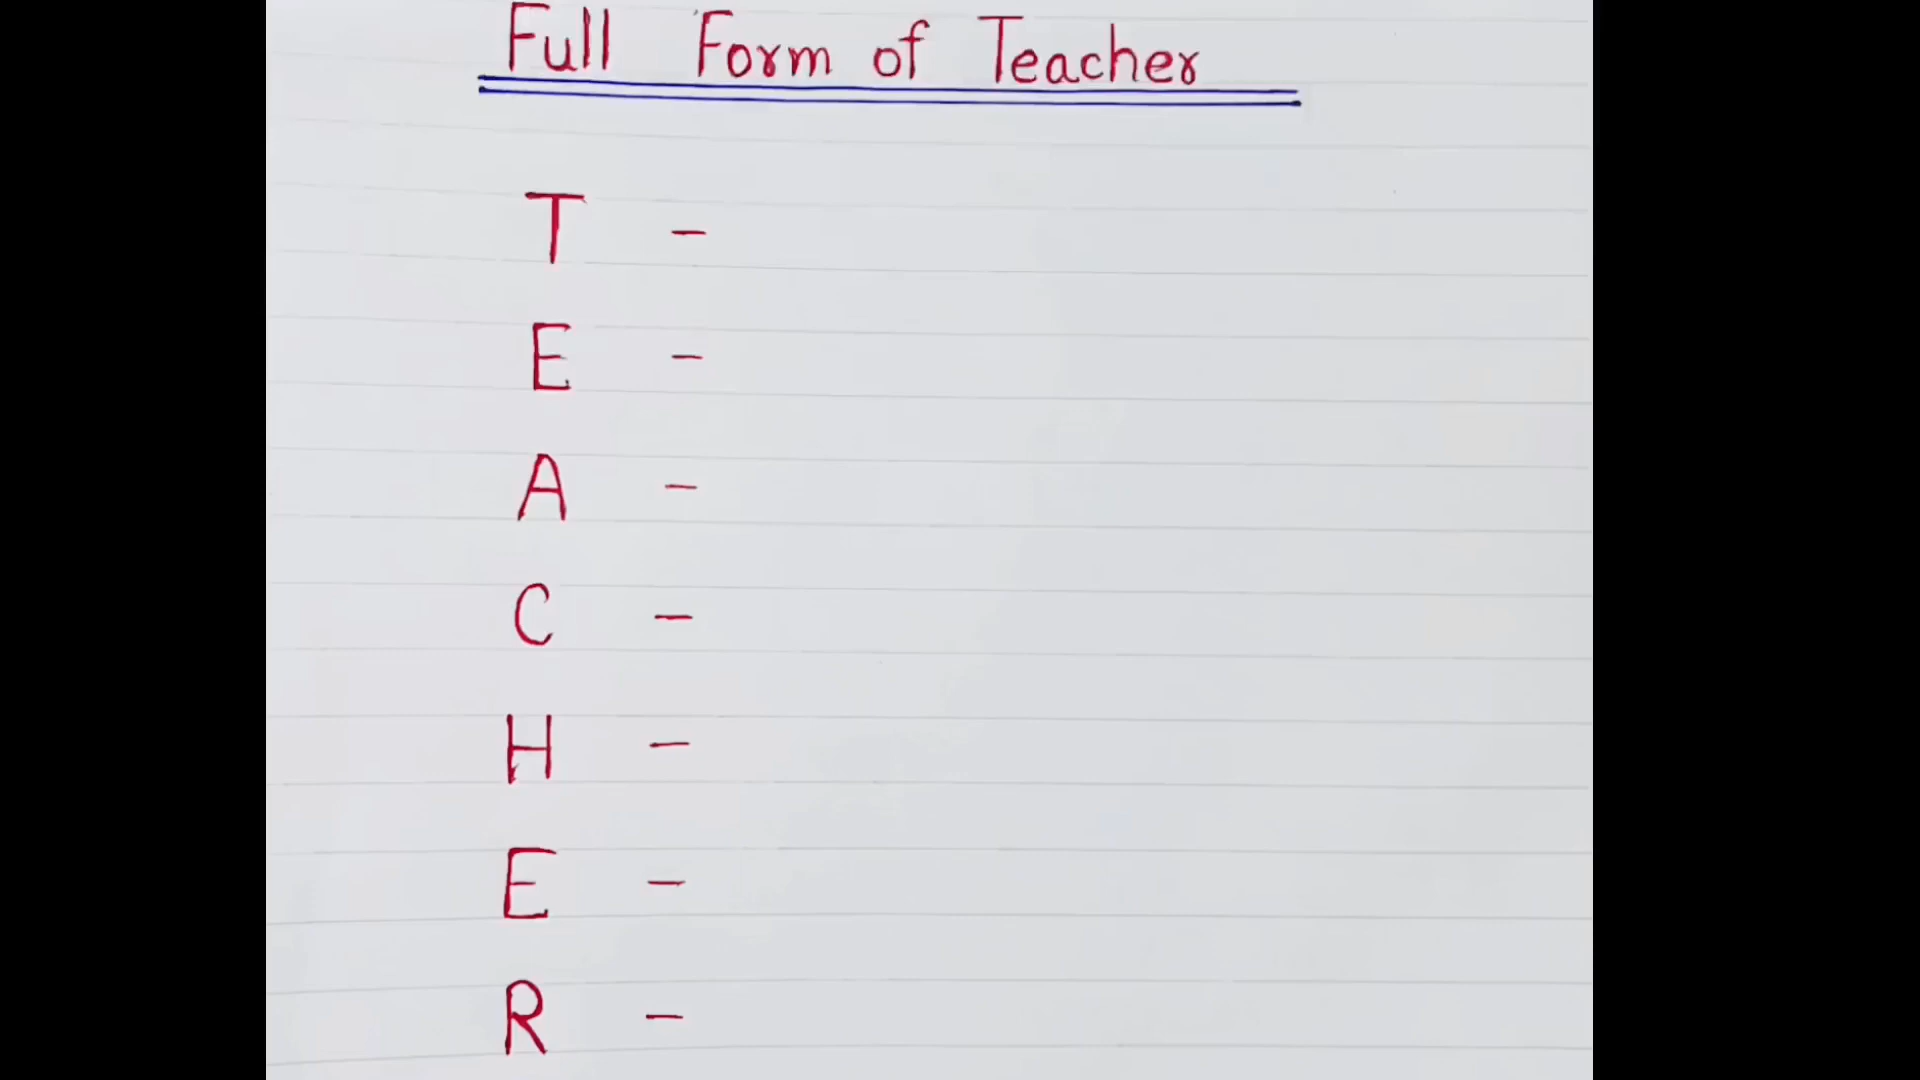 Full Form of Teacher
T -
E -
A -
C -
H -
E -
R -